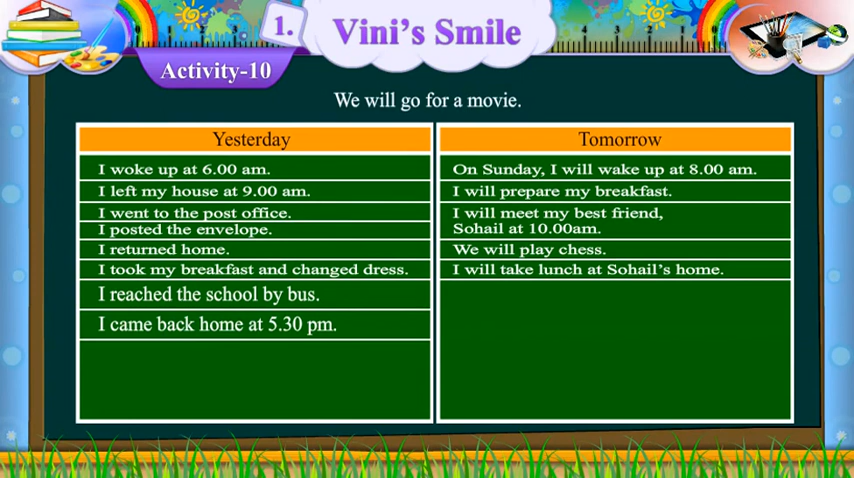 1.
Vini's Smile
Activity-10
We will go for a movie.
Yesterday
I woke up at 6.00 am.
I left my house at 9.00 am.
I went to the post office.
I posted the envelope.
I returned home.
I took my breakfast and changed dress.
I reached the school by bus.
I came back home at 5.30 pm.
Tomorrow
On Sunday, I will wake up at 8.00 am.
I will prepare my breakfast.
I will meet my best friend,
Sohail at 10.00am.
We will play chess.
I will take lunch at Sohail's home.